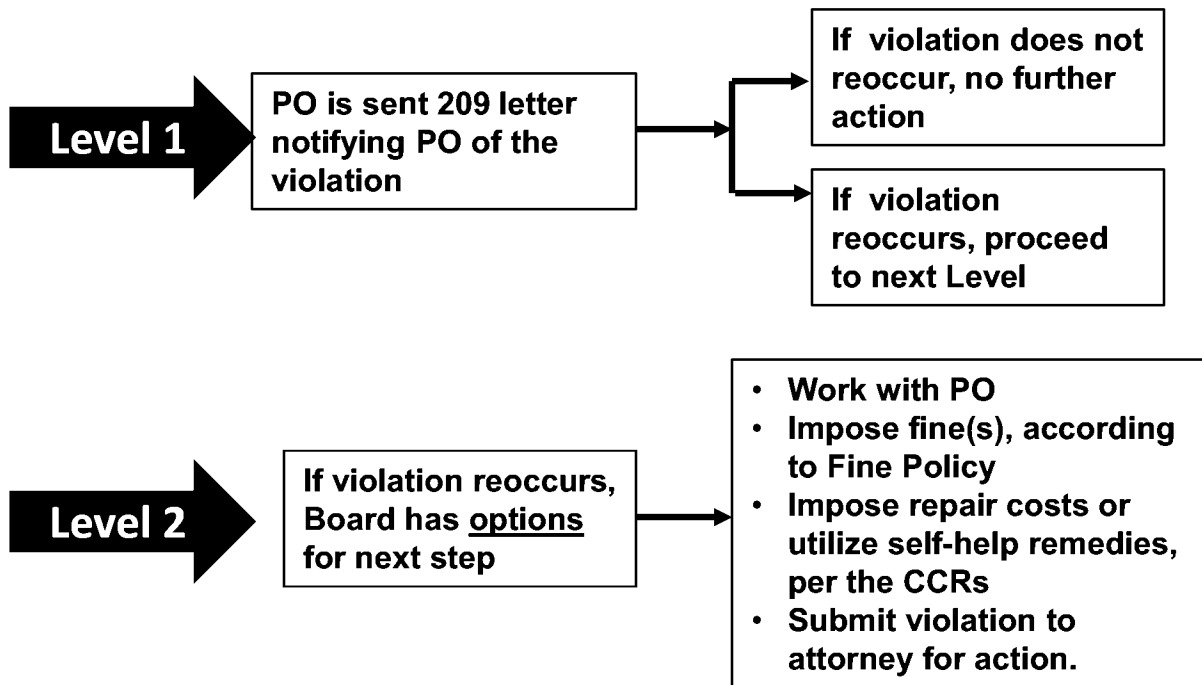 Level 1
PO is sent 209 letter
notifying PO of the
violation
If violation does not
reoccur, no further
action
If violation
reoccurs, proceed
to next Level
Level 2
If violation reoccurs,
Board has options
for next step
• Work with PO
• Impose fine(s), according
to Fine Policy
• Impose repair costs or
utilize self-help remedies,
per the CCRs
• Submit violation to
attorney for action.